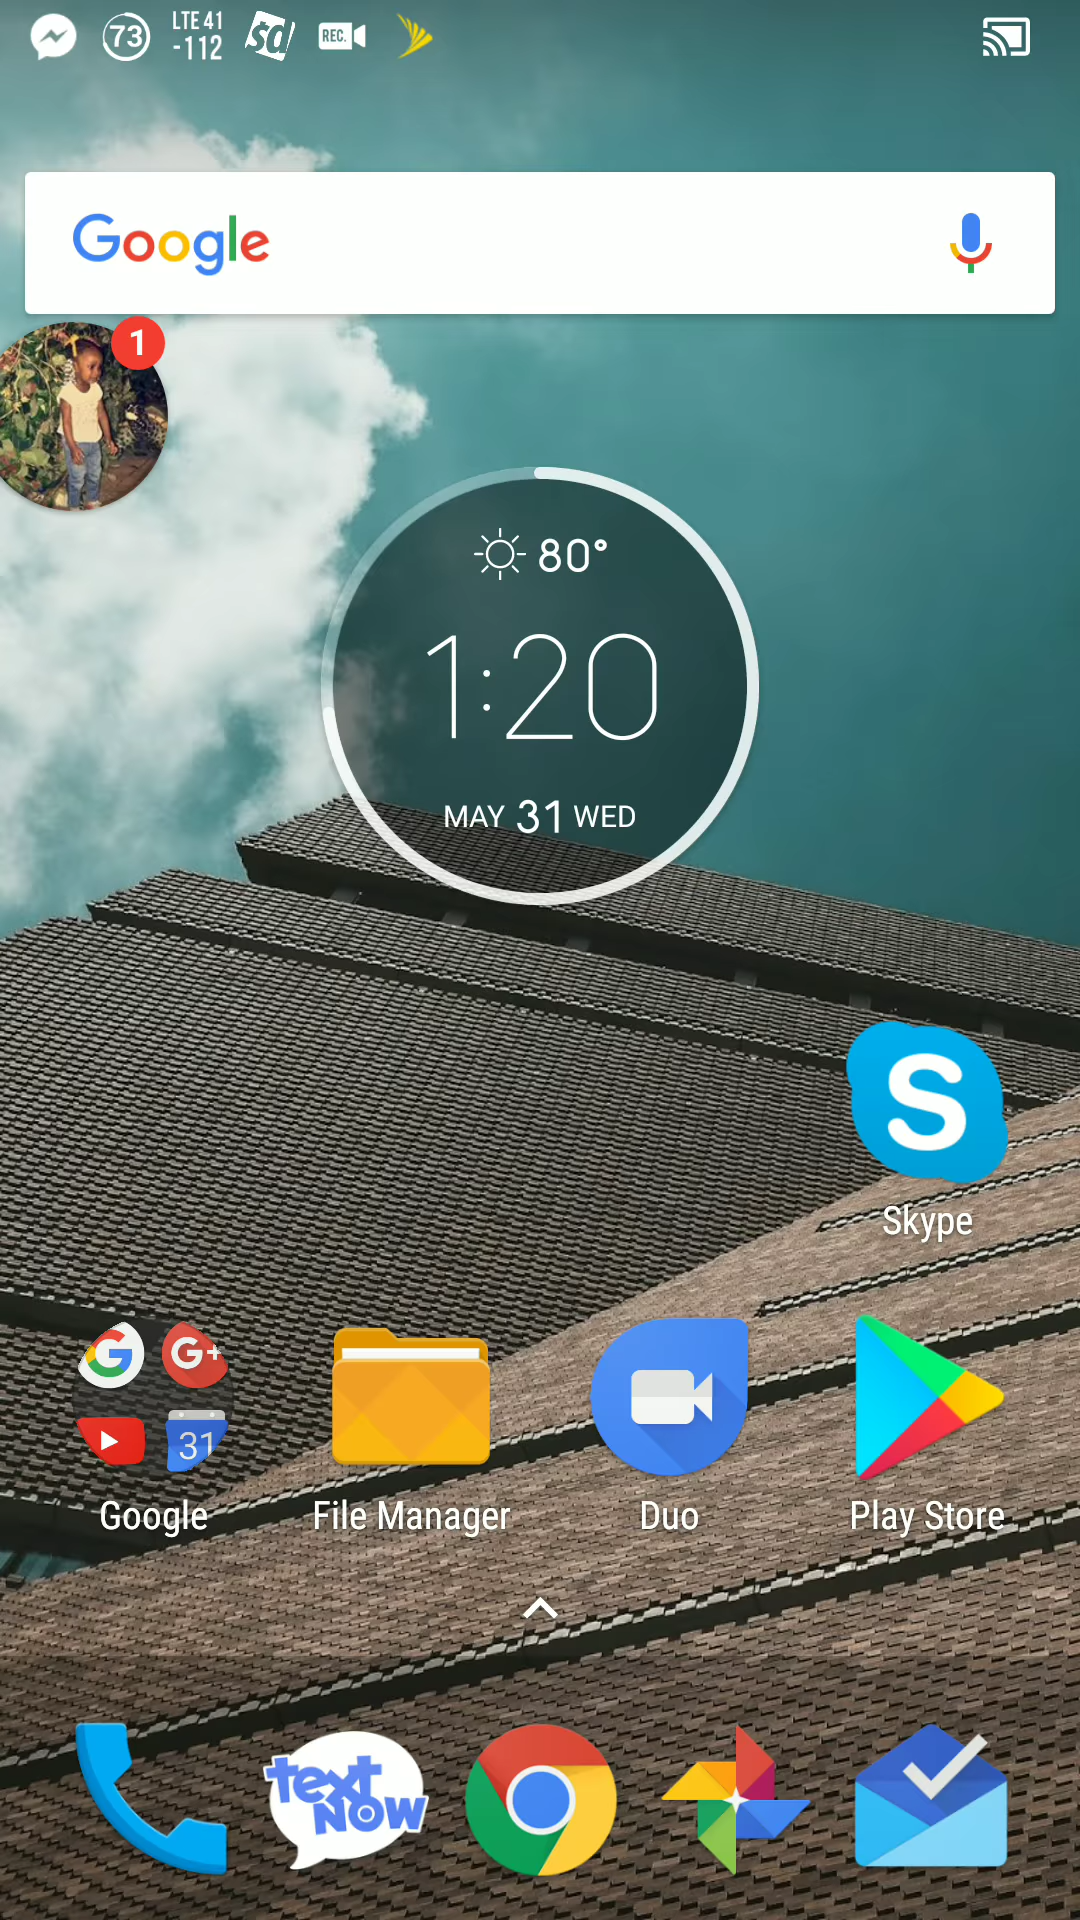 73 LTE 41 -112 $d REC.
Google
1
80°
1:20
MAY 31 WED
S
Skype
G G+
31
Google File Manager Duo Play Store
text NOW